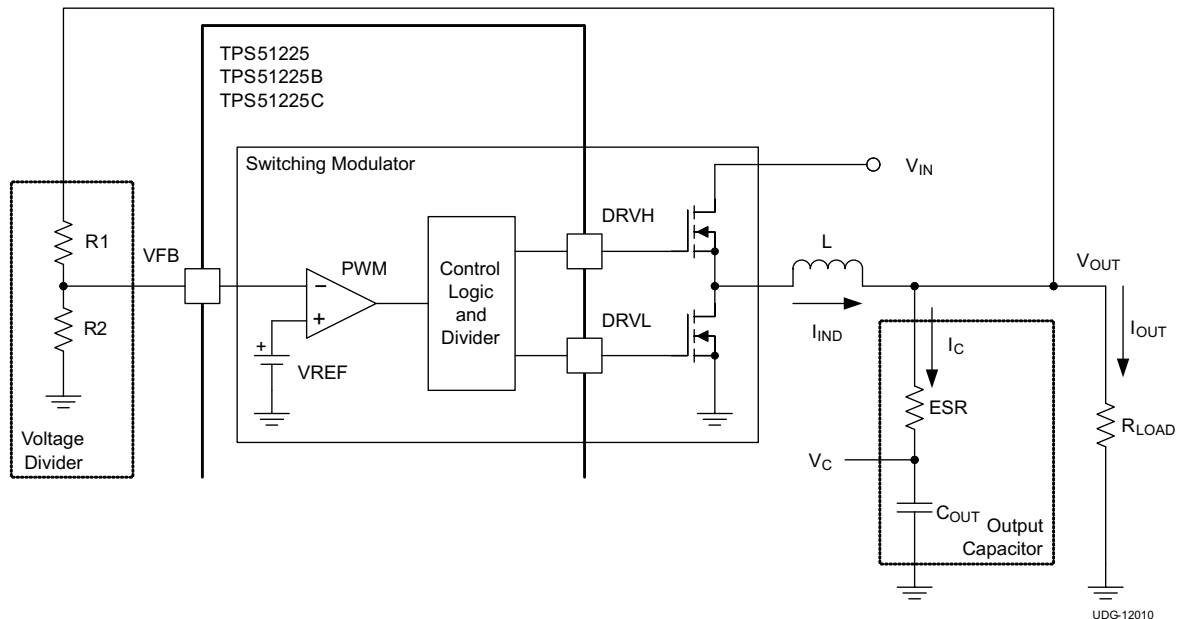 TPS51225
TPS51225B
TPS51225C
Switching Modulator
VIN
DRVH
R1
VFB
PWM
L
VOUT
Control
Logic
and
Divider
−
+
R2
DRVL
IIND
IOUT
IC
+
VREF
ESR
RLOAD
Voltage
Divider
VC
COUT
Output
Capacitor
UDG-12010